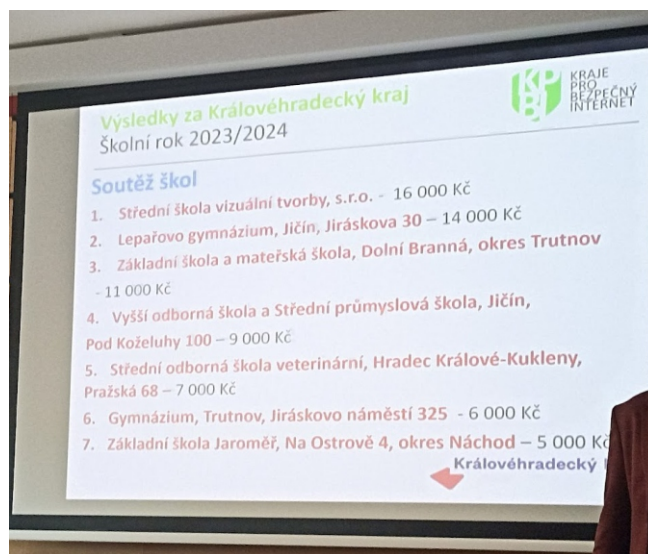 Výsledky za Královéhradecký kraj
Školní rok 2023/2024
KP
BI
KRAJE
PRO
BEZPEČNÝ
INTERNET
Soutěž škol
1. Střední škola vizuální tvorby, s.r.o. - 16 000 Kč
2. Lepařovo gymnázium, Jičín, Jiráskova 30 – 14 000 Kč
3. Základní škola a mateřská škola, Dolní Branná, okres Trutnov
- 11 000 Kč
4. Vyšší odborná škola a Střední průmyslová škola, Jičín,
Pod Koželuhy 100 – 9 000 Kč
5. Střední odborná škola veterinární, Hradec Králové-Kukleny,
Pražská 68 – 7 000 Kč
6. Gymnázium, Trutnov, Jiráskovo náměstí 325 - 6 000 Kč
7. Základní škola Jaroměř, Na Ostrově 4, okres Náchod – 5 000 Kč
Královéhradecký